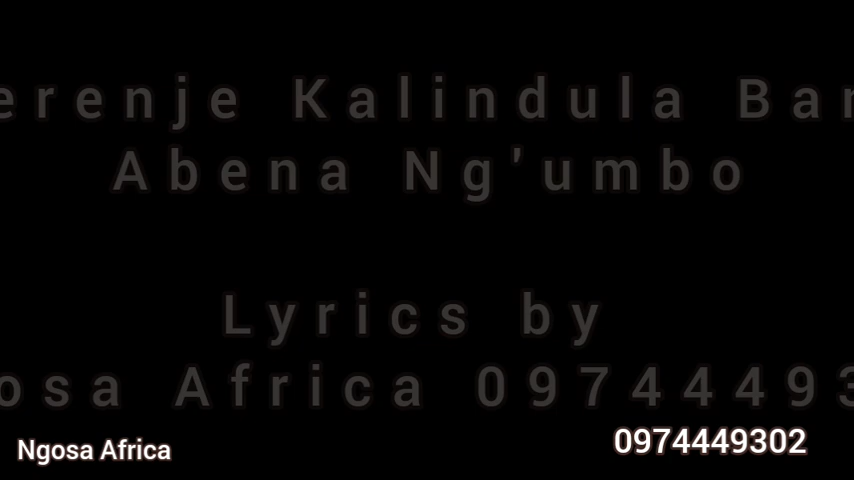 erenje Kalindula Ban
Abena Ng'umbo
Lyrics by
osa Africa 09744493
Ngosa Africa
0974449302